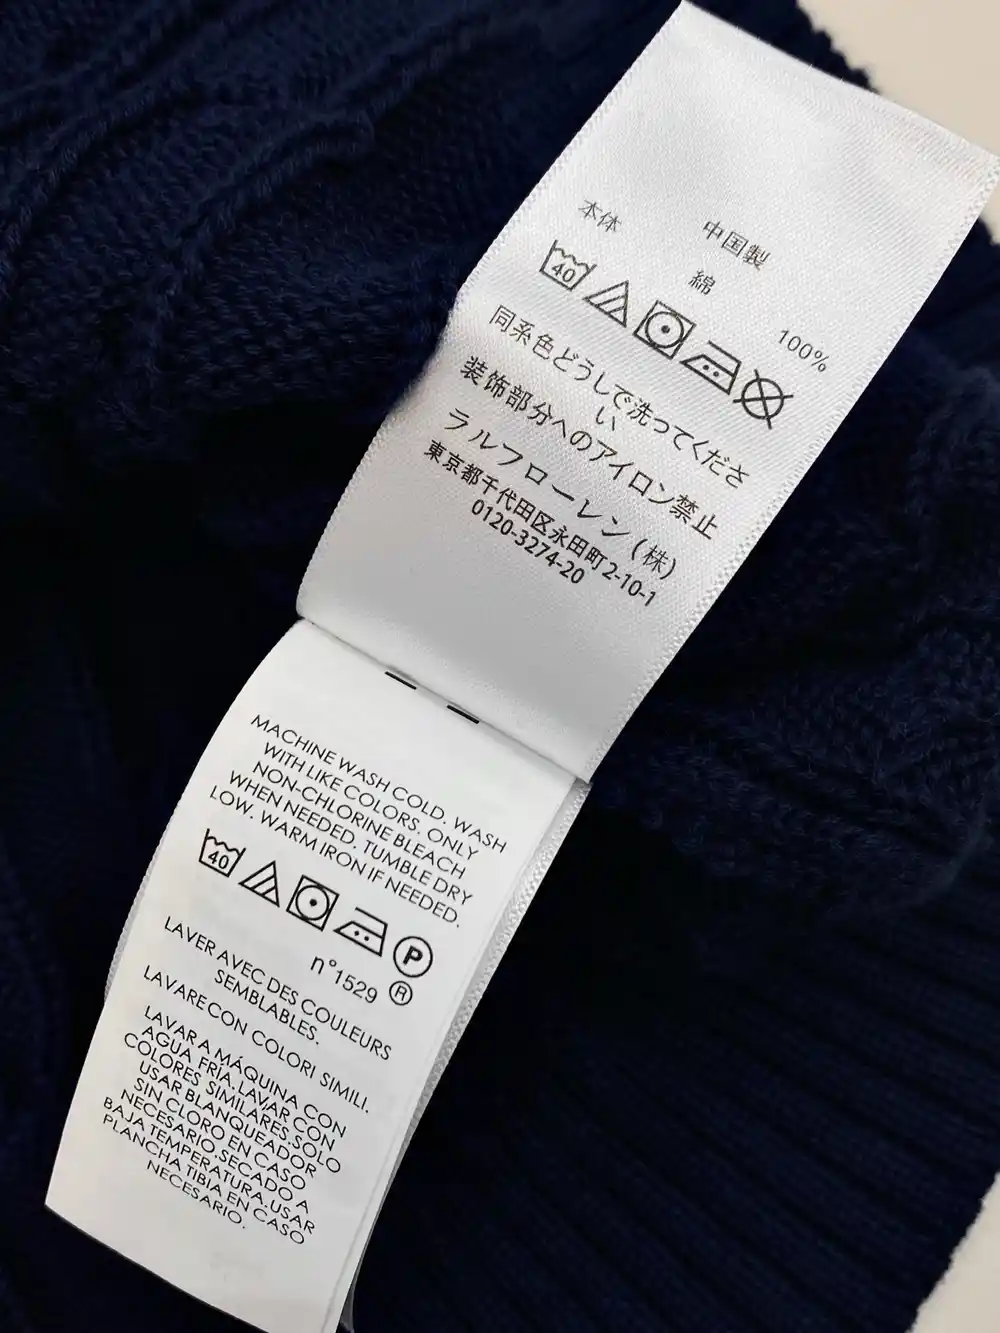 中国製
本体 綿 100%
40
同系色どうしで洗ってくださ
い
装飾部分へのアイロン禁止
ラルフローレン(株)
東京都千代田区永田町2-10-1
0120-3274-20
MACHINE WASH COLD. WASH
WITH LIKE COLORS. ONLY
NON-CHLORINE BLEACH
WHEN NEEDED. TUMBLE DRY
LOW. WARM IRON IF NEEDED.
40 P
n°1529 ®
LAVER AVEC DES COULEURS
SEMBLABLES.
LAVARE CON COLORI SIMILI.
LAVAR A MÁQUINA CON
AGUA FRÍA. LAVAR CON
COLORES SIMILARES. SOLO
USAR BLANQUEADOR
SIN CLORO EN CASO
NECESARIO. SECADO A
BAJA TEMPERATURA. USAR
PLANCHA TIBIA EN CASO
NECESARIO.